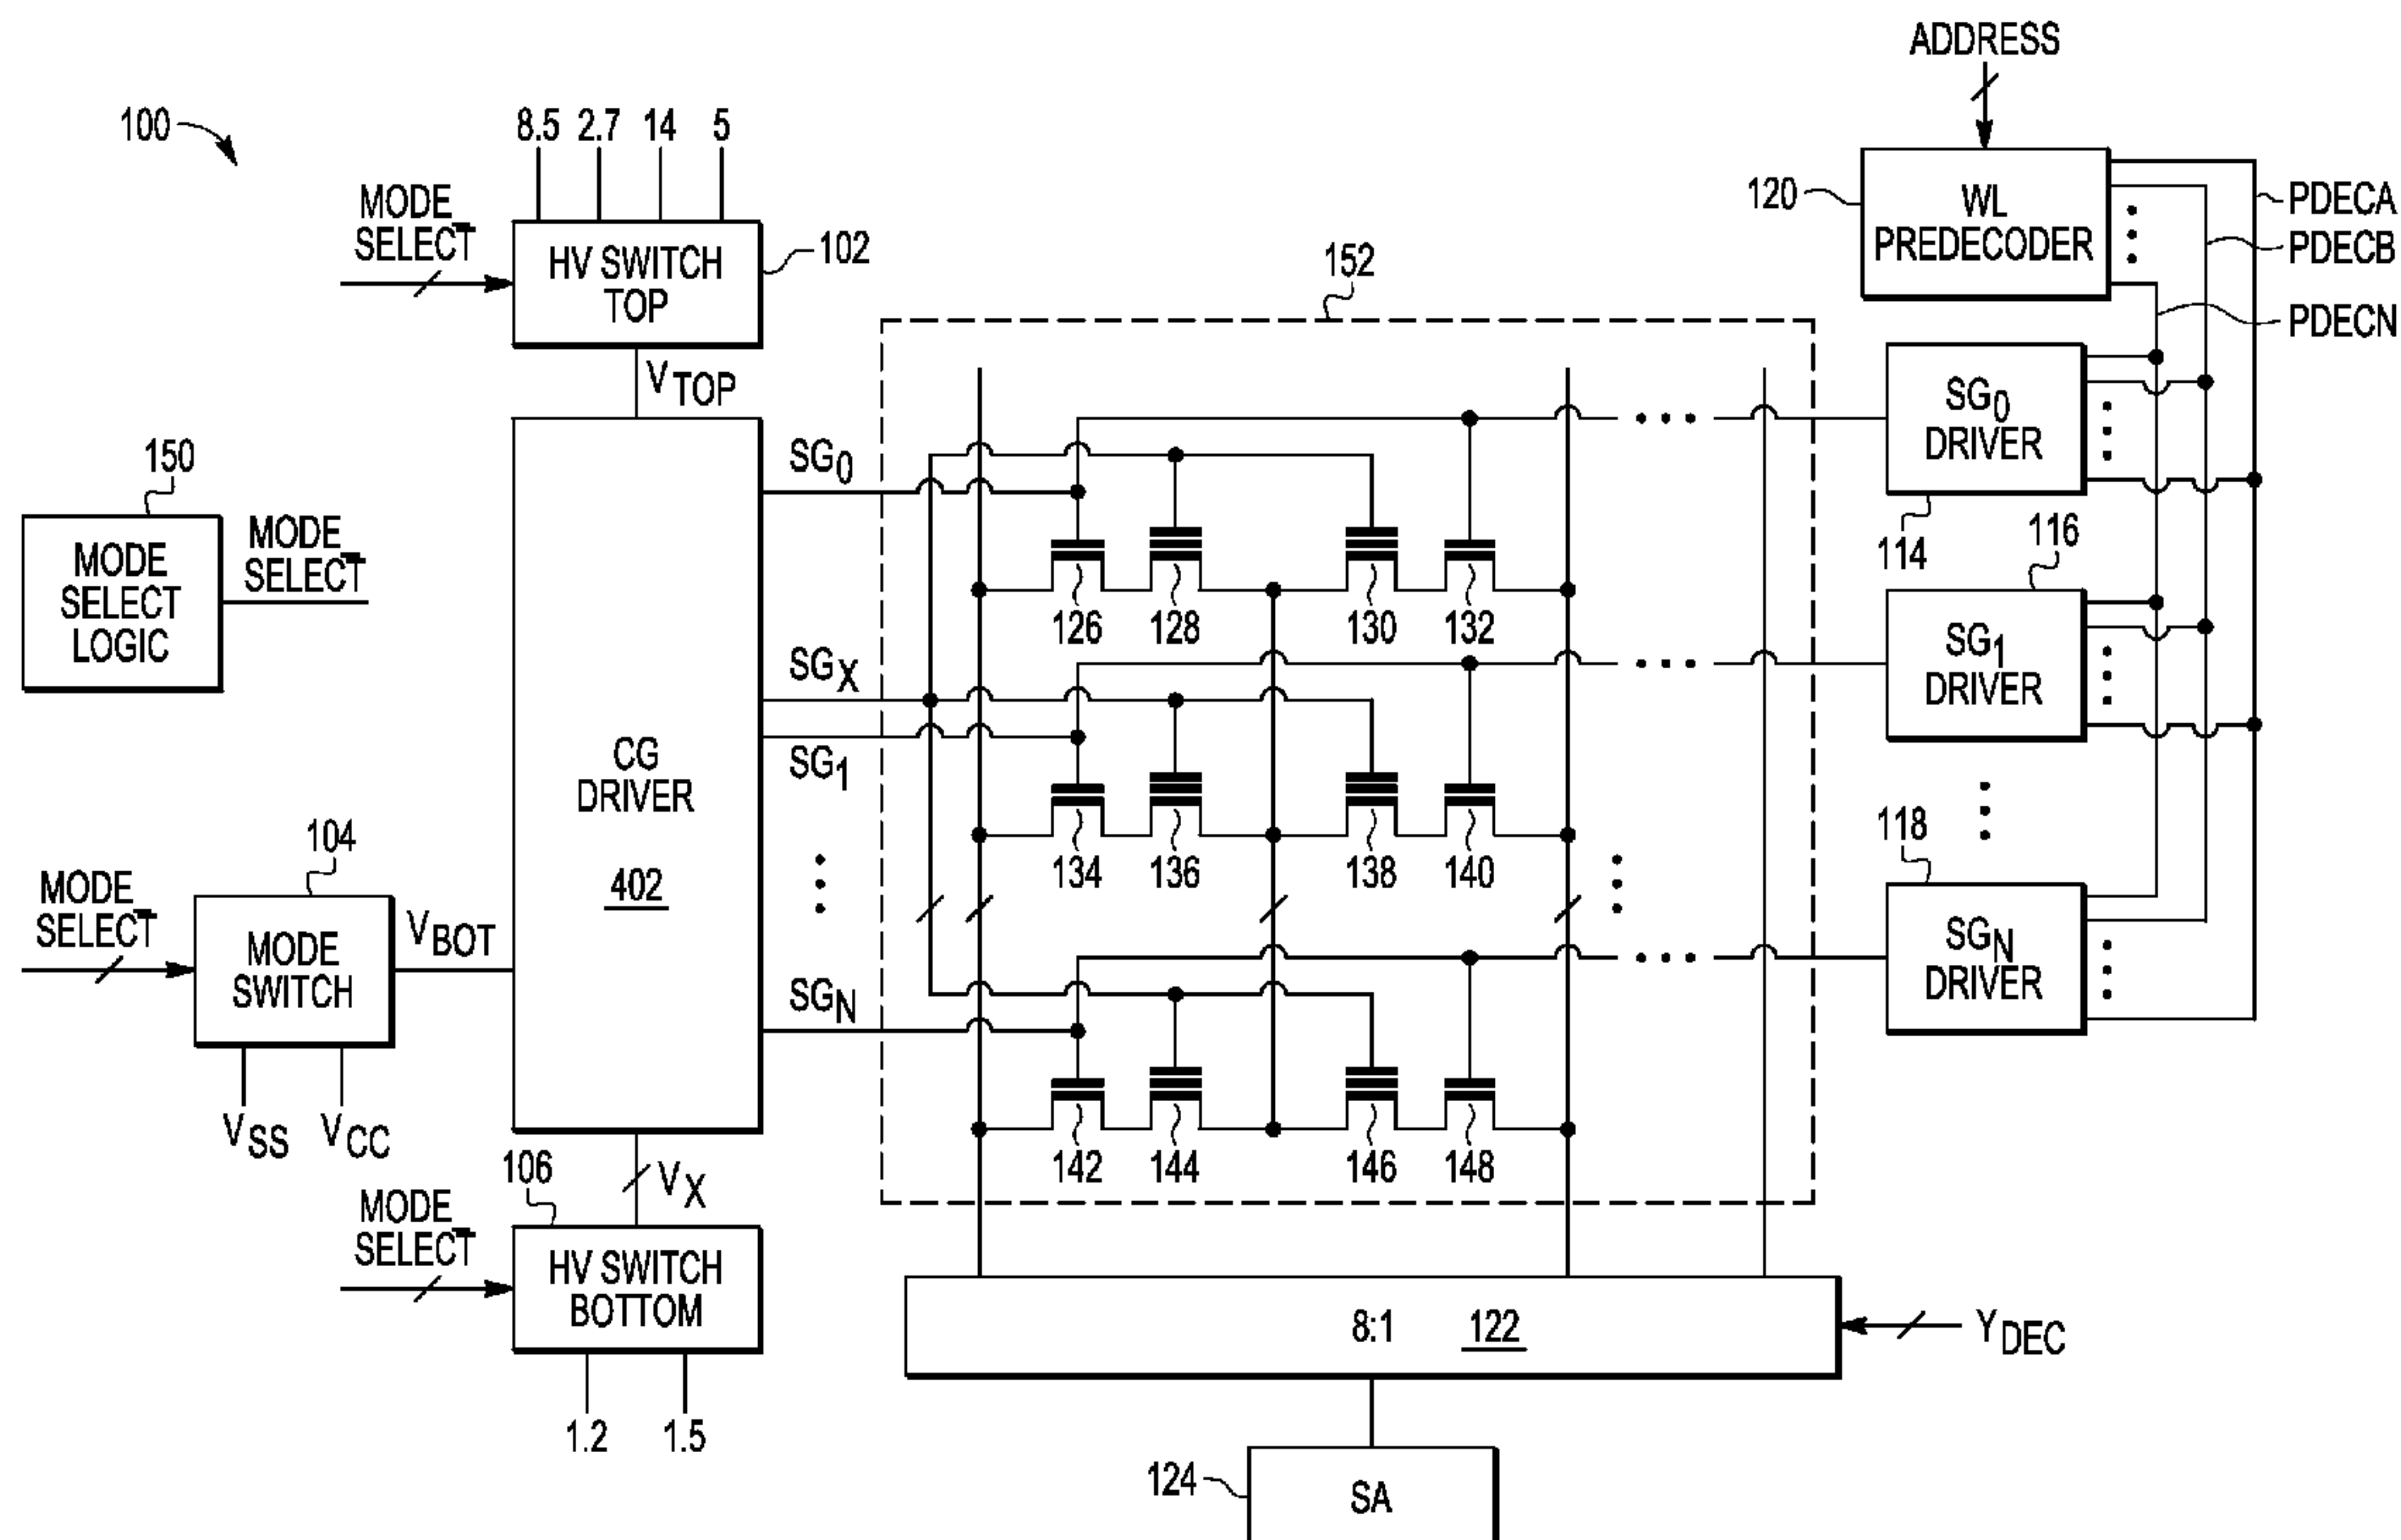 ADDRESS
100
8.5 2.7 14 5
MODE
SELECT
HV SWITCH
TOP
102
120
WL
PREDECODER
PDECA
PDECB
PDECN
152
V TOP
SG0
DRIVER
114
150
MODE
SELECT
LOGIC
MODE
SELECT
SG0
126 128 130 132
116
SG1
DRIVER
SGX
SG1
CG
DRIVER
402
134 136 138 140
118
SGN
DRIVER
104
MODE
SELECT
MODE
SWITCH
VBOT
VSS VCC
SGN
142 144 146 148
106
VX
MODE
SELECT
HV SWITCH
BOTTOM
1.2 1.5
8:1 122
YDEC
124
SA